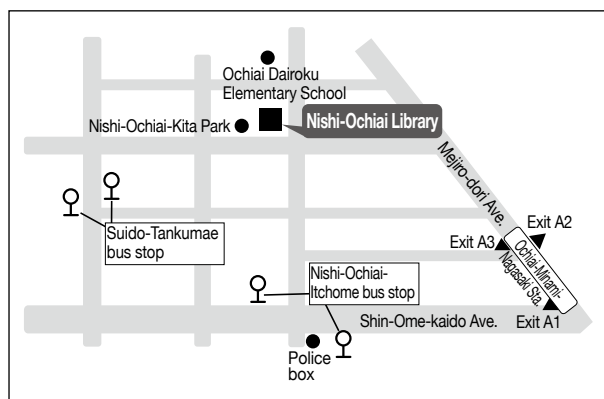 Ochiai Dairoku
Elementary School
Nishi-Ochiai-Kita Park
Nishi-Ochiai Library
Mejiro-dori Ave.
Suido-Tankumae
bus stop
Exit A2
Exit A3
Ochiai-Minami-
Nagasaki Sta.
Nishi-Ochiai-
Itchome bus stop
Exit A1
Shin-Ome-kaido Ave.
Police
box